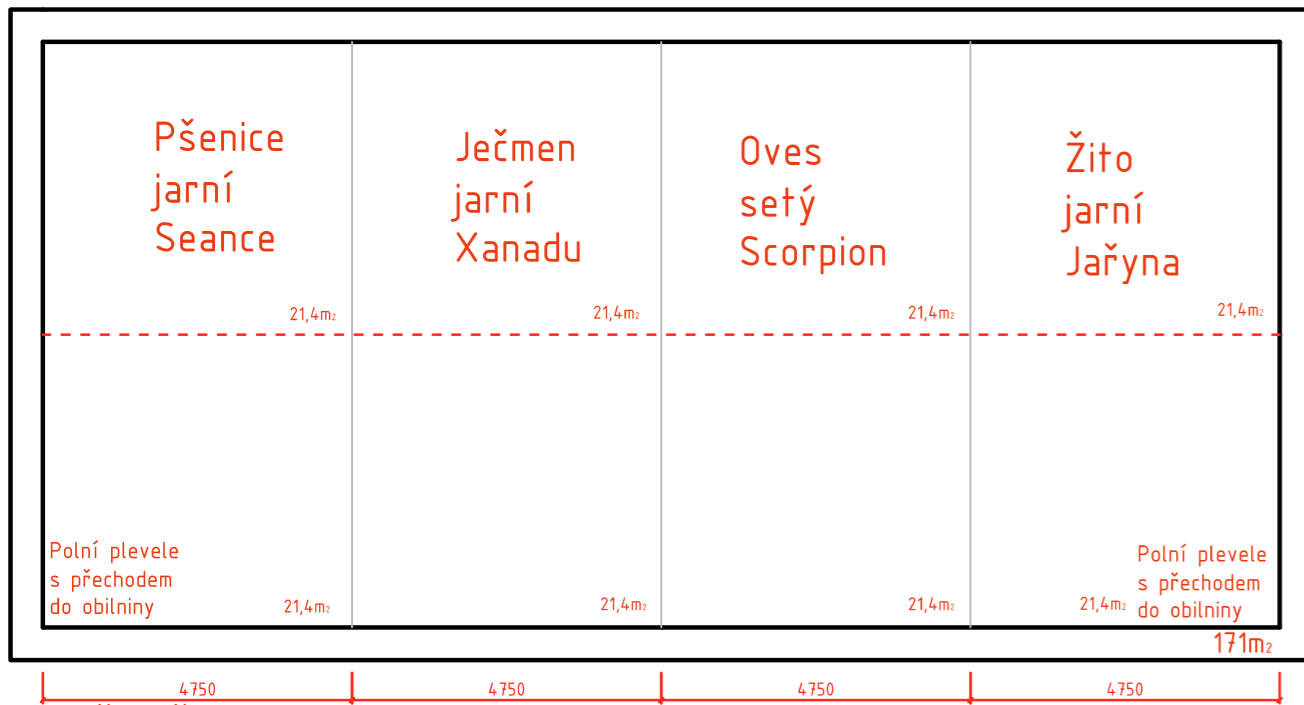 Pšenice
jarní
Seance
21,4m2
Ječmen
jarní
Xanadu
21,4m2
Oves
setý
Scorpion
21,4m2
Žito
jarní
Jařyna
21,4m2
Polní plevele
s přechodem
do obilniny
21,4m2
21,4m2
21,4m2
21,4m2
Polní plevele
s přechodem
do obilniny
171m2
4750
4750
4750
4750